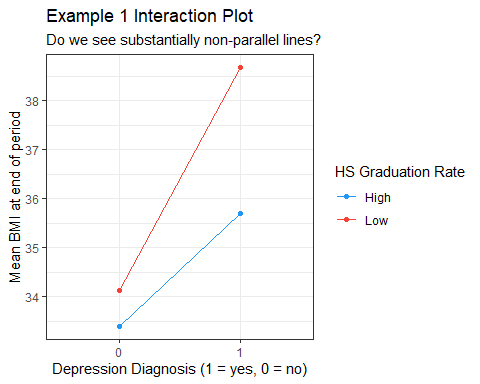 Example 1 Interaction Plot
Do we see substantially non-parallel lines?
Mean BMI at end of period
38
37
36
35
34
0
1
Depression Diagnosis (1 = yes, 0 = no)
HS Graduation Rate
High
Low